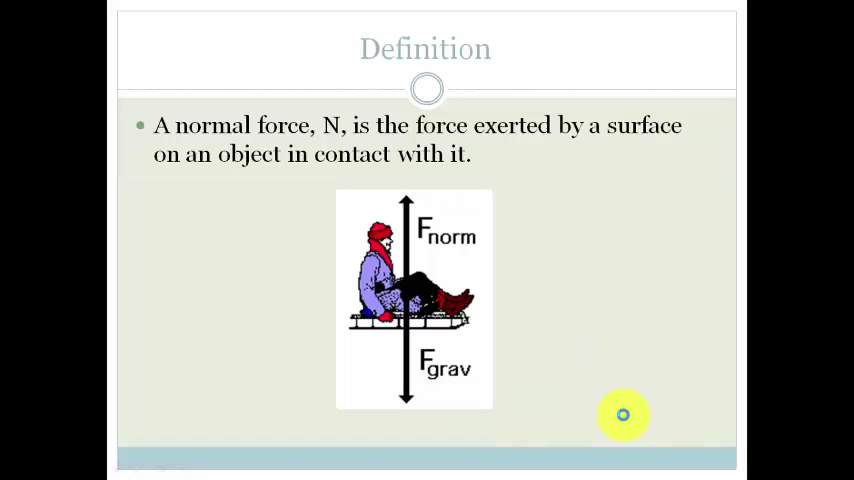 Definition
A normal force, N, is the force exerted by a surface
on an object in contact with it.
Fnorm
Fgrav